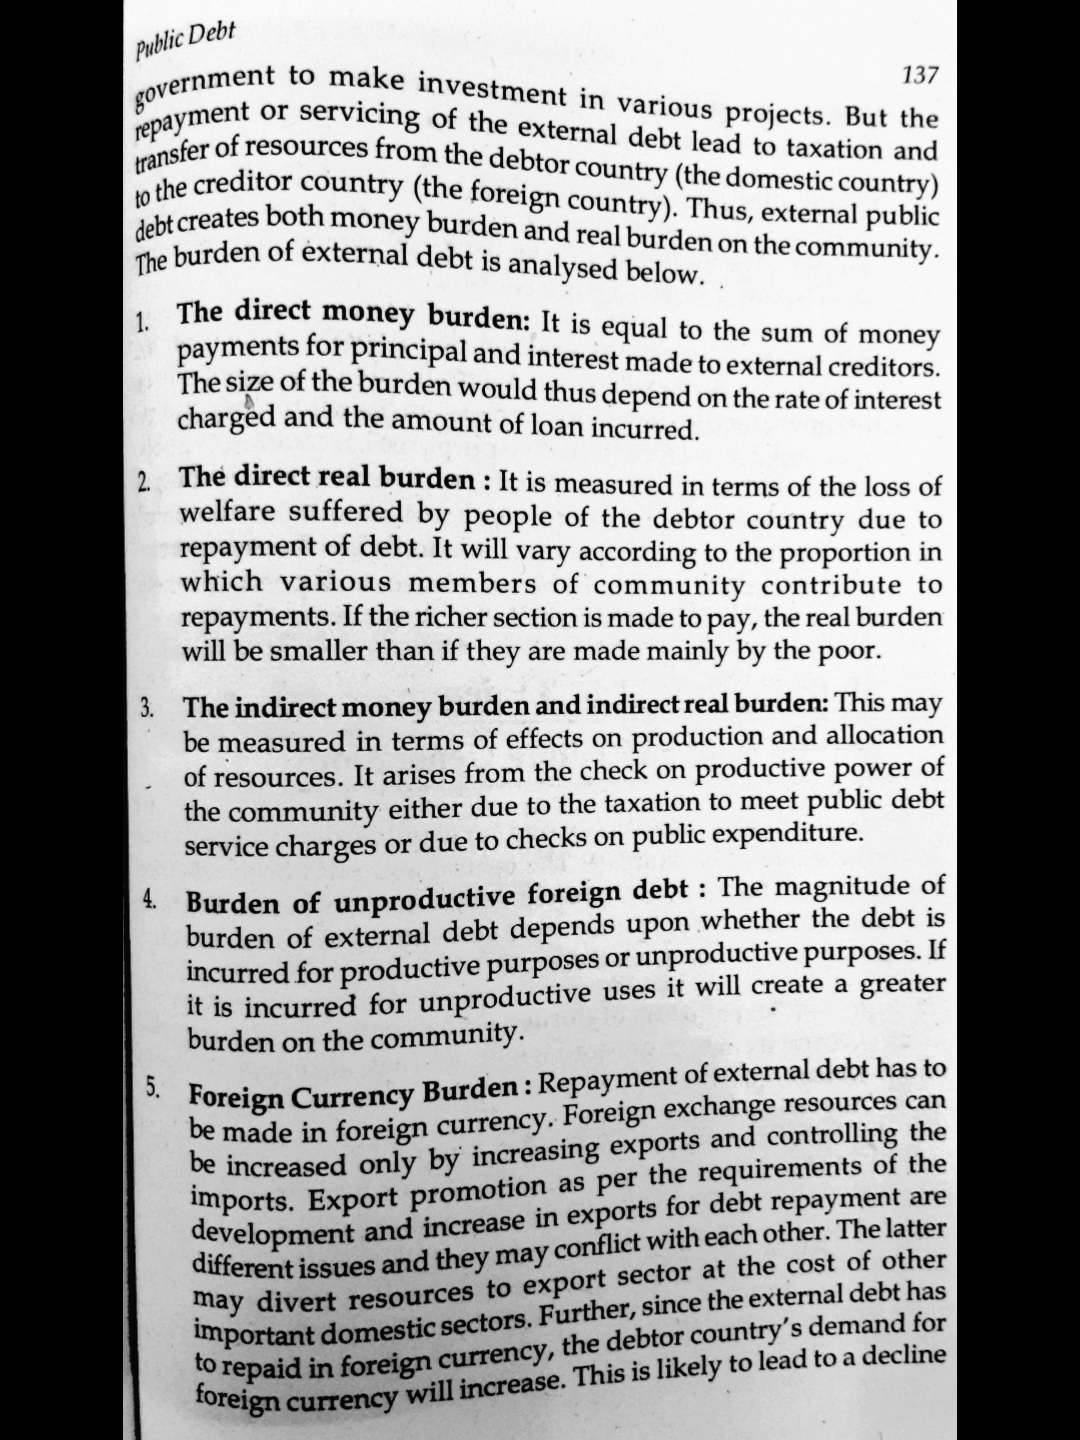 Public Debt
137
government to make investment in various projects. But the
repayment or servicing of the external debt lead to taxation and
transfer of resources from the debtor country (the domestic country)
to the creditor country (the foreign country). Thus, external public
debt creates both money burden and real burden on the community.
The burden of external debt is analysed below.
1. The direct money burden: It is equal to the sum of money
payments for principal and interest made to external creditors.
The size of the burden would thus depend on the rate of interest
charged and the amount of loan incurred.
2. The direct real burden : It is measured in terms of the loss of
welfare suffered by people of the debtor country due to
repayment of debt. It will vary according to the proportion in
which various members of community contribute to
repayments. If the richer section is made to pay, the real burden
will be smaller than if they are made mainly by the poor.
3. The indirect money burden and indirect real burden: This may
be measured in terms of effects on production and allocation
of resources. It arises from the check on productive power of
the community either due to the taxation to meet public debt
service charges or due to checks on public expenditure.
4. Burden of unproductive foreign debt : The magnitude of
burden of external debt depends upon whether the debt is
incurred for productive purposes or unproductive purposes. If
it is incurred for unproductive uses it will create a greater
burden on the community.
5. Foreign Currency Burden : Repayment of external debt has to
be made in foreign currency. Foreign exchange resources can
be increased only by increasing exports and controlling the
imports. Export promotion as per the requirements of the
development and increase in exports for debt repayment are
different issues and they may conflict with each other. The latter
may divert resources to export sector at the cost of other
important domestic sectors. Further, since the external debt has
to repaid in foreign currency, the debtor country's demand for
foreign currency will increase. This is likely to lead to a decline